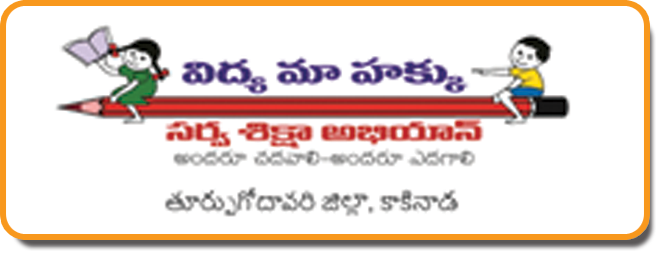 విద్య మా హక్కు
సర్వ శిక్షా అభియాన్
అందరూ చదవాలి-అందరూ ఎదగాలి
తూర్పుగోదావరి జిల్లా, కాకినాడ